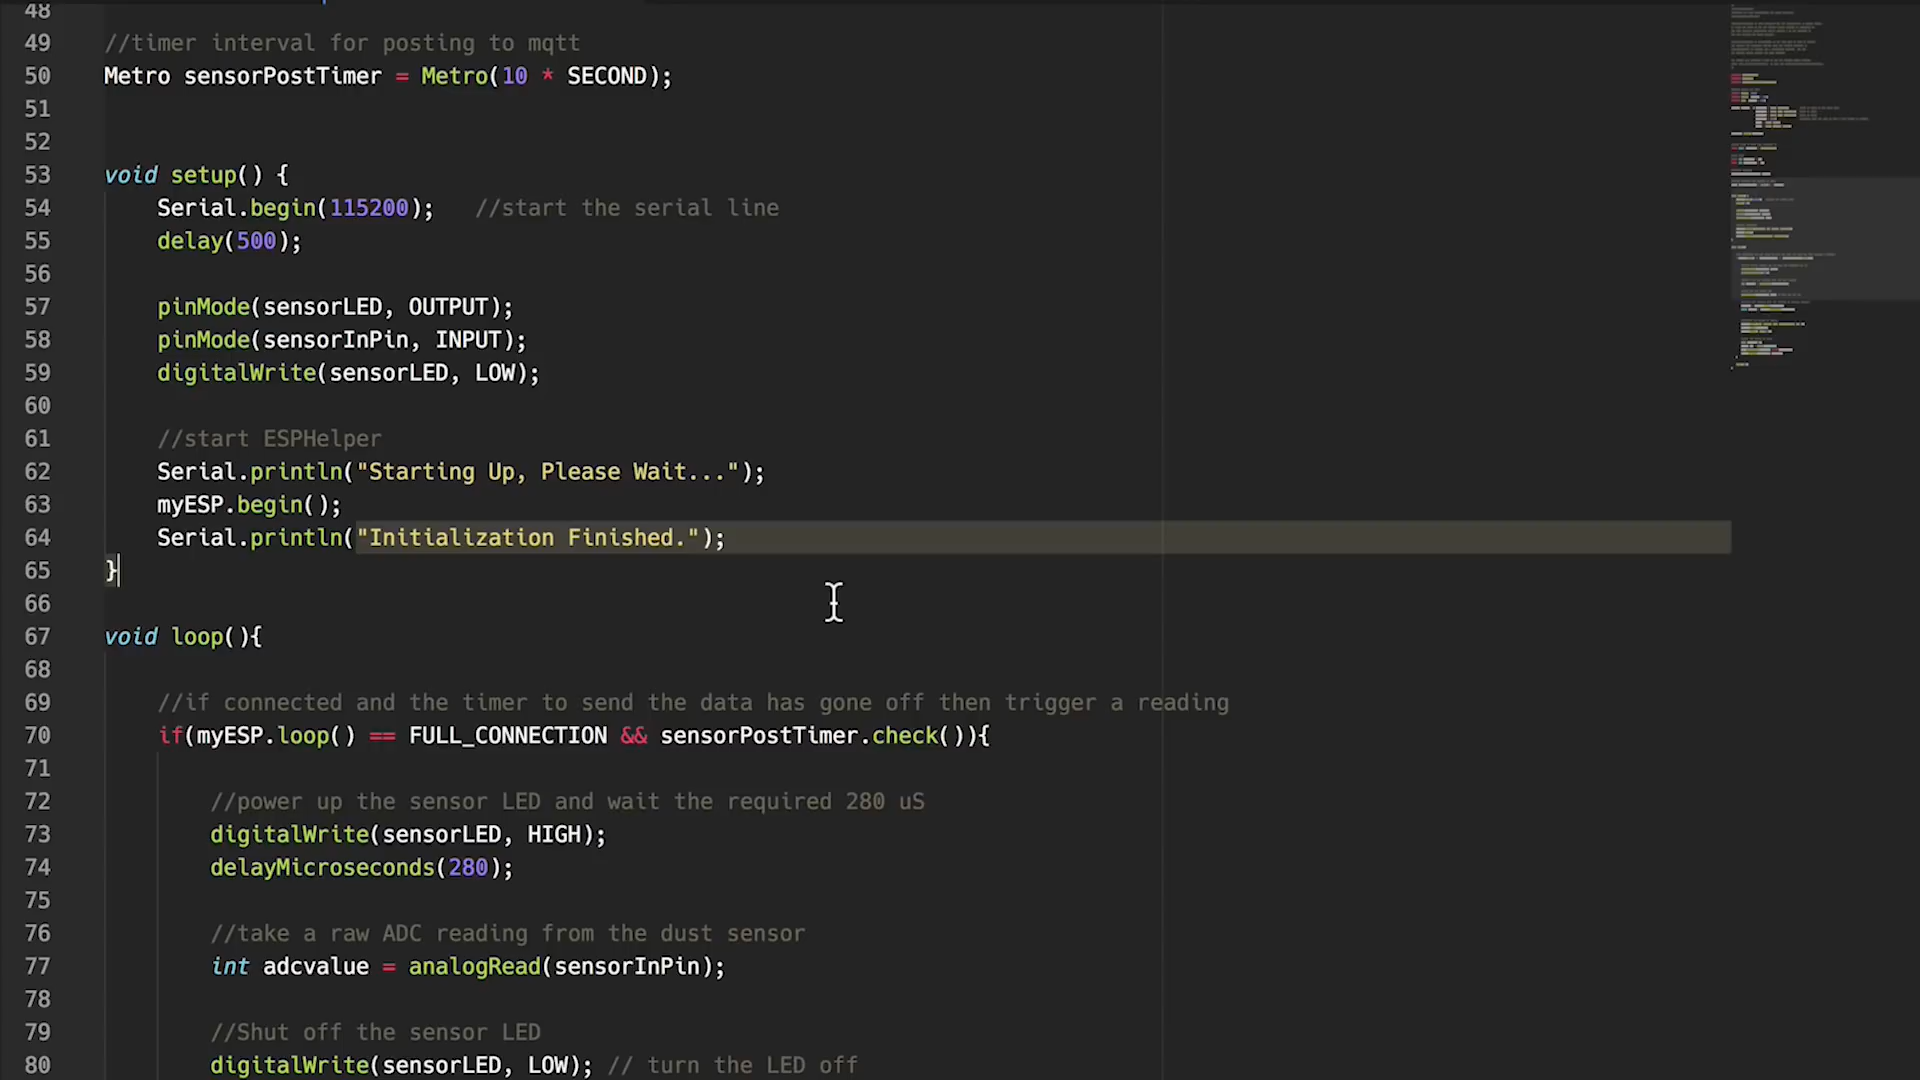 48
49 //timer interval for posting to mqtt
50 Metro sensorPostTimer = Metro(10 * SECOND);
51
52
53 void setup() {
54 Serial.begin(115200); //start the serial line
55 delay(500);
56
57 pinMode(sensorLED, OUTPUT);
58 pinMode(sensorInPin, INPUT);
59 digitalWrite(sensorLED, LOW);
60
61 //start ESPHelper
62 Serial.println("Starting Up, Please Wait...");
63 myESP.begin();
64 Serial.println("Initialization Finished.");
65 }
66
67 void loop(){
68
69 //if connected and the timer to send the data has gone off then trigger a reading
70 if(myESP.loop() == FULL_CONNECTION && sensorPostTimer.check()){
71
72 //power up the sensor LED and wait the required 280 uS
73 digitalWrite(sensorLED, HIGH);
74 delayMicroseconds(280);
75
76 //take a raw ADC reading from the dust sensor
77 int adcvalue = analogRead(sensorInPin);
78
79 //Shut off the sensor LED
80 digitalWrite(sensorLED, LOW); // turn the LED off